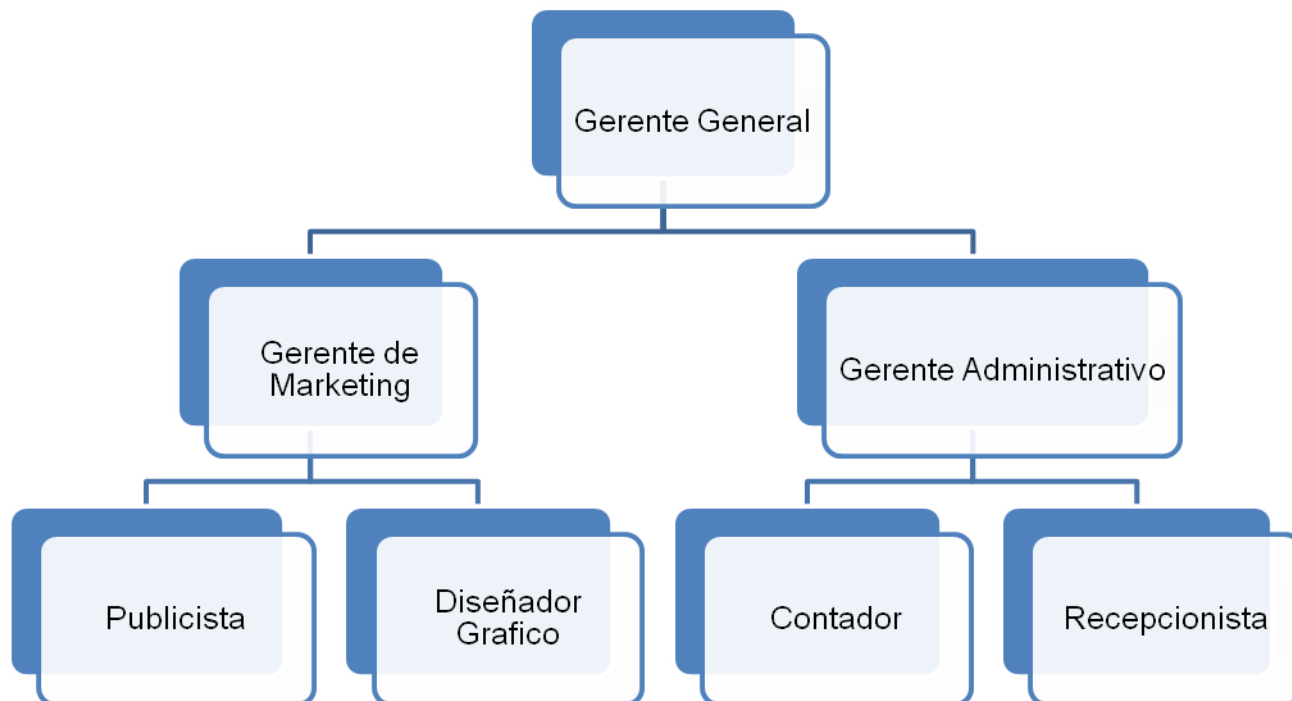 Gerente General
Gerente de
Marketing
Gerente Administrativo
Publicista
Diseñador
Grafico
Contador
Recepcionista